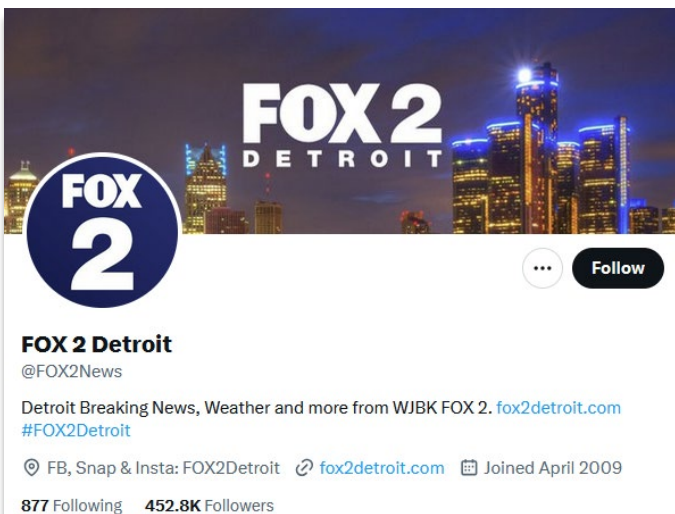 FOX 2
DETROIT
FOX
2
Follow
FOX 2 Detroit
@FOX2News
Detroit Breaking News, Weather and more from WJBK FOX 2. fox2detroit.com
#FOX2Detroit
FB, Snap & Insta: FOX2Detroit fox2detroit.com Joined April 2009
877 Following 452.8K Followers